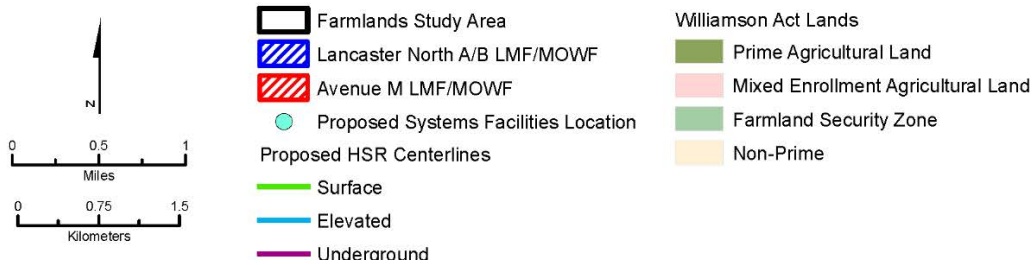 N
0 0.5 1
Miles
0 0.75 1.5
Kilometers
Farmlands Study Area
Lancaster North A/B LMF/MOWF
Avenue M LMF/MOWF
Proposed Systems Facilities Location
Proposed HSR Centerlines
Surface
Elevated
Underground
Williamson Act Lands
Prime Agricultural Land
Mixed Enrollment Agricultural Land
Farmland Security Zone
Non-Prime